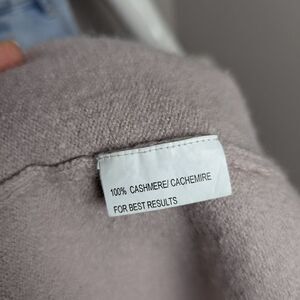 100% CASHMERE/ CACHEMIRE
FOR BEST RESULTS